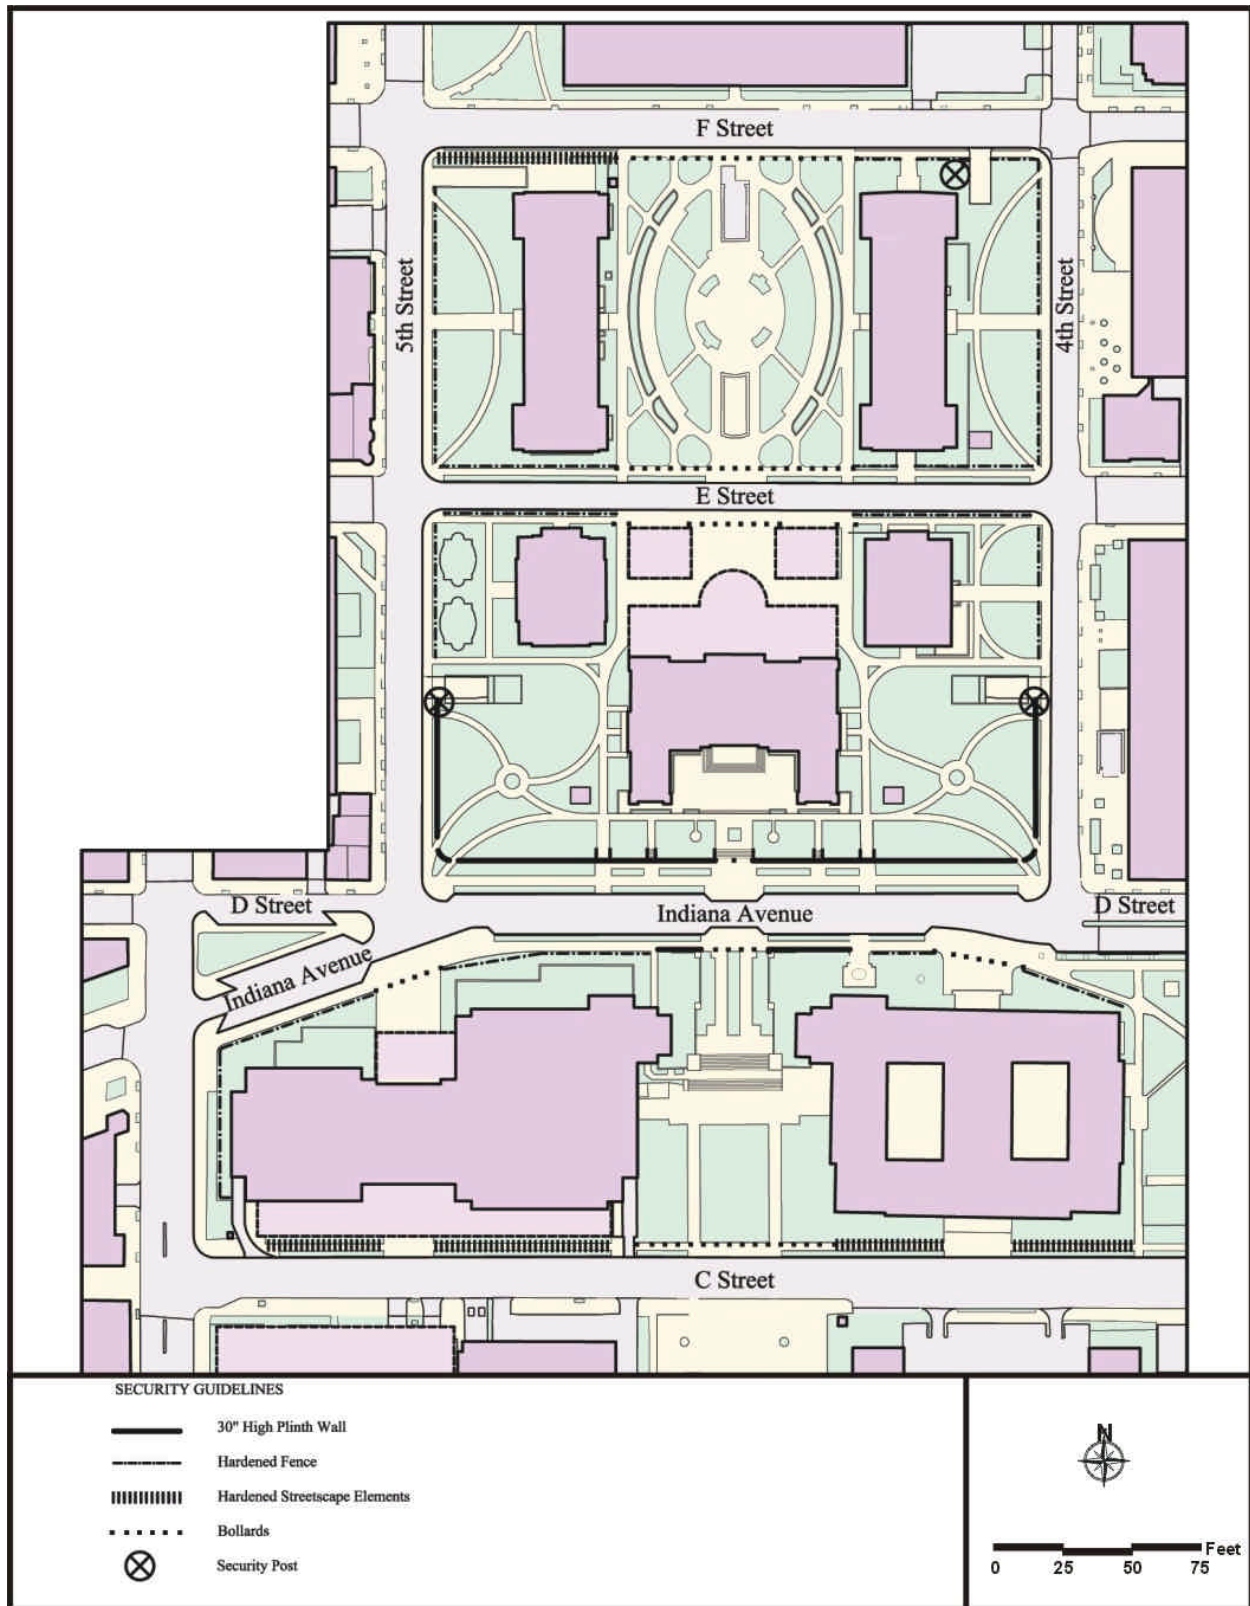 F Street
5th Street
4th Street
E Street
D Street
Indiana Avenue
D Street
Indiana Avenue
C Street
SECURITY GUIDELINES
30" High Plinth Wall
Hardened Fence
Hardened Streetscape Elements
Bollards
Security Post
N
Feet
0 25 50 75